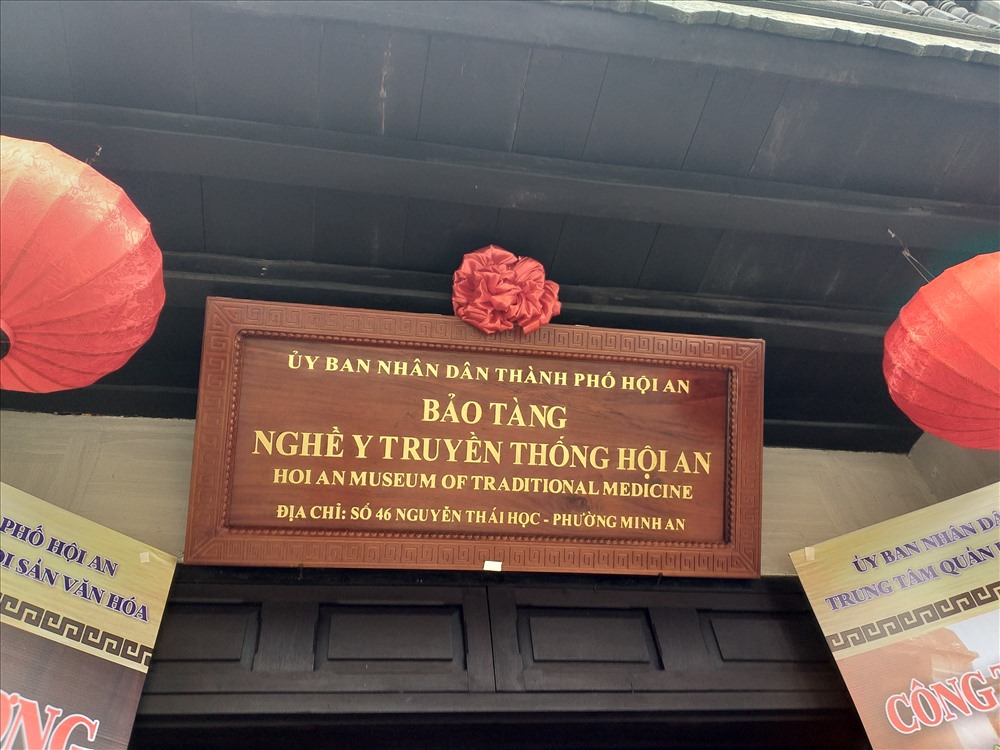 ỦY BAN NHÂN DÂN THÀNH PHỐ HỘI AN
BẢO TÀNG
NGHỀ Y TRUYỀN THỐNG HỘI AN
HOI AN MUSEUM OF TRADITIONAL MEDICINE
ĐỊA CHỈ: SỐ 46 NGUYỄN THÁI HỌC - PHƯỜNG MINH AN
PHỐ HỘI AN
DI SẢN VĂN HÓA
ỦY BAN NHÂN DÂ
TRUNG TÂM QUẢN
CÔNG